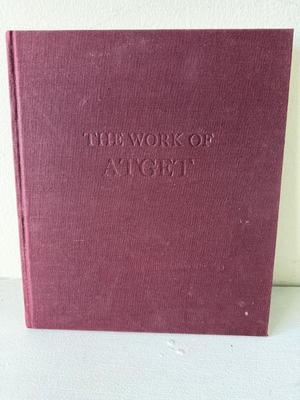 THE WORK OF
ATGET